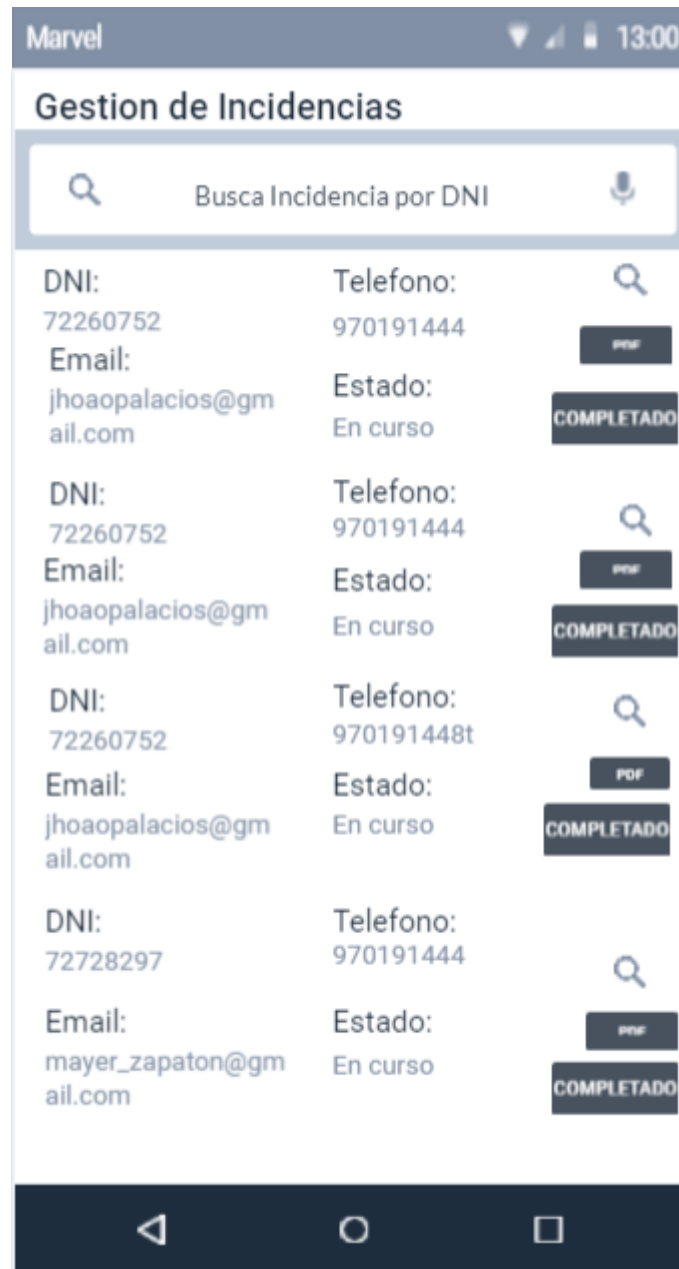 Marvel 13:00
Gestion de Incidencias
Busca Incidencia por DNI
DNI: Telefono:
72260752 970191444
PDF
Email:
jhoaopalacios@gm
ail.com
Estado:
En curso
COMPLETADO
DNI: Telefono:
72260752 970191444
Email:
jhoaopalacios@gm
ail.com
PDF
Estado:
En curso
COMPLETADO
DNI: Telefono:
72260752 970191448t
PDF
Email: Estado:
jhoaopalacios@gm
ail.com
En curso
COMPLETADO
DNI: Telefono:
72728297 970191444
Email: Estado:
PDF
mayer_zapaton@gm
ail.com
En curso
COMPLETADO